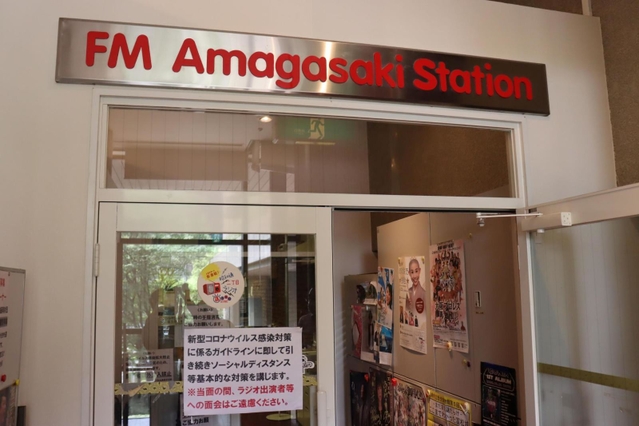 FM Amagasaki Station
新型コロナウイルス感染対策
に係るガイドラインに即して引
き続きソーシャルディスタンス
等基本的な対策を講じます。
※当面の間、ラジオ出演者等
への面会はご遠慮ください。